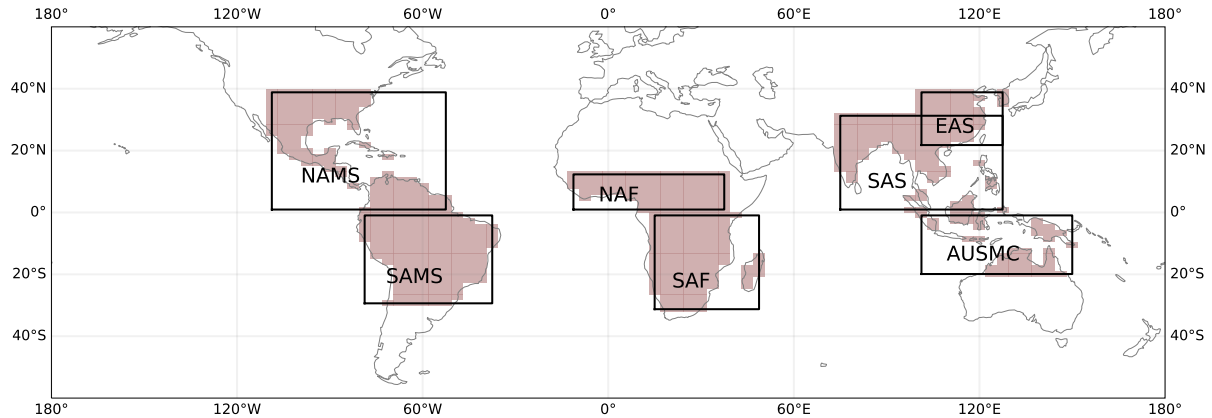 180° 120°W 60°W 0° 60°E 120°E 180°
40°N 40°N
EAS
20°N 20°N
NAMS NAF SAS
0° 0°
AUSMC
SAMS SAF
20°S 20°S
40°S 40°S
180° 120°W 60°W 0° 60°E 120°E 180°